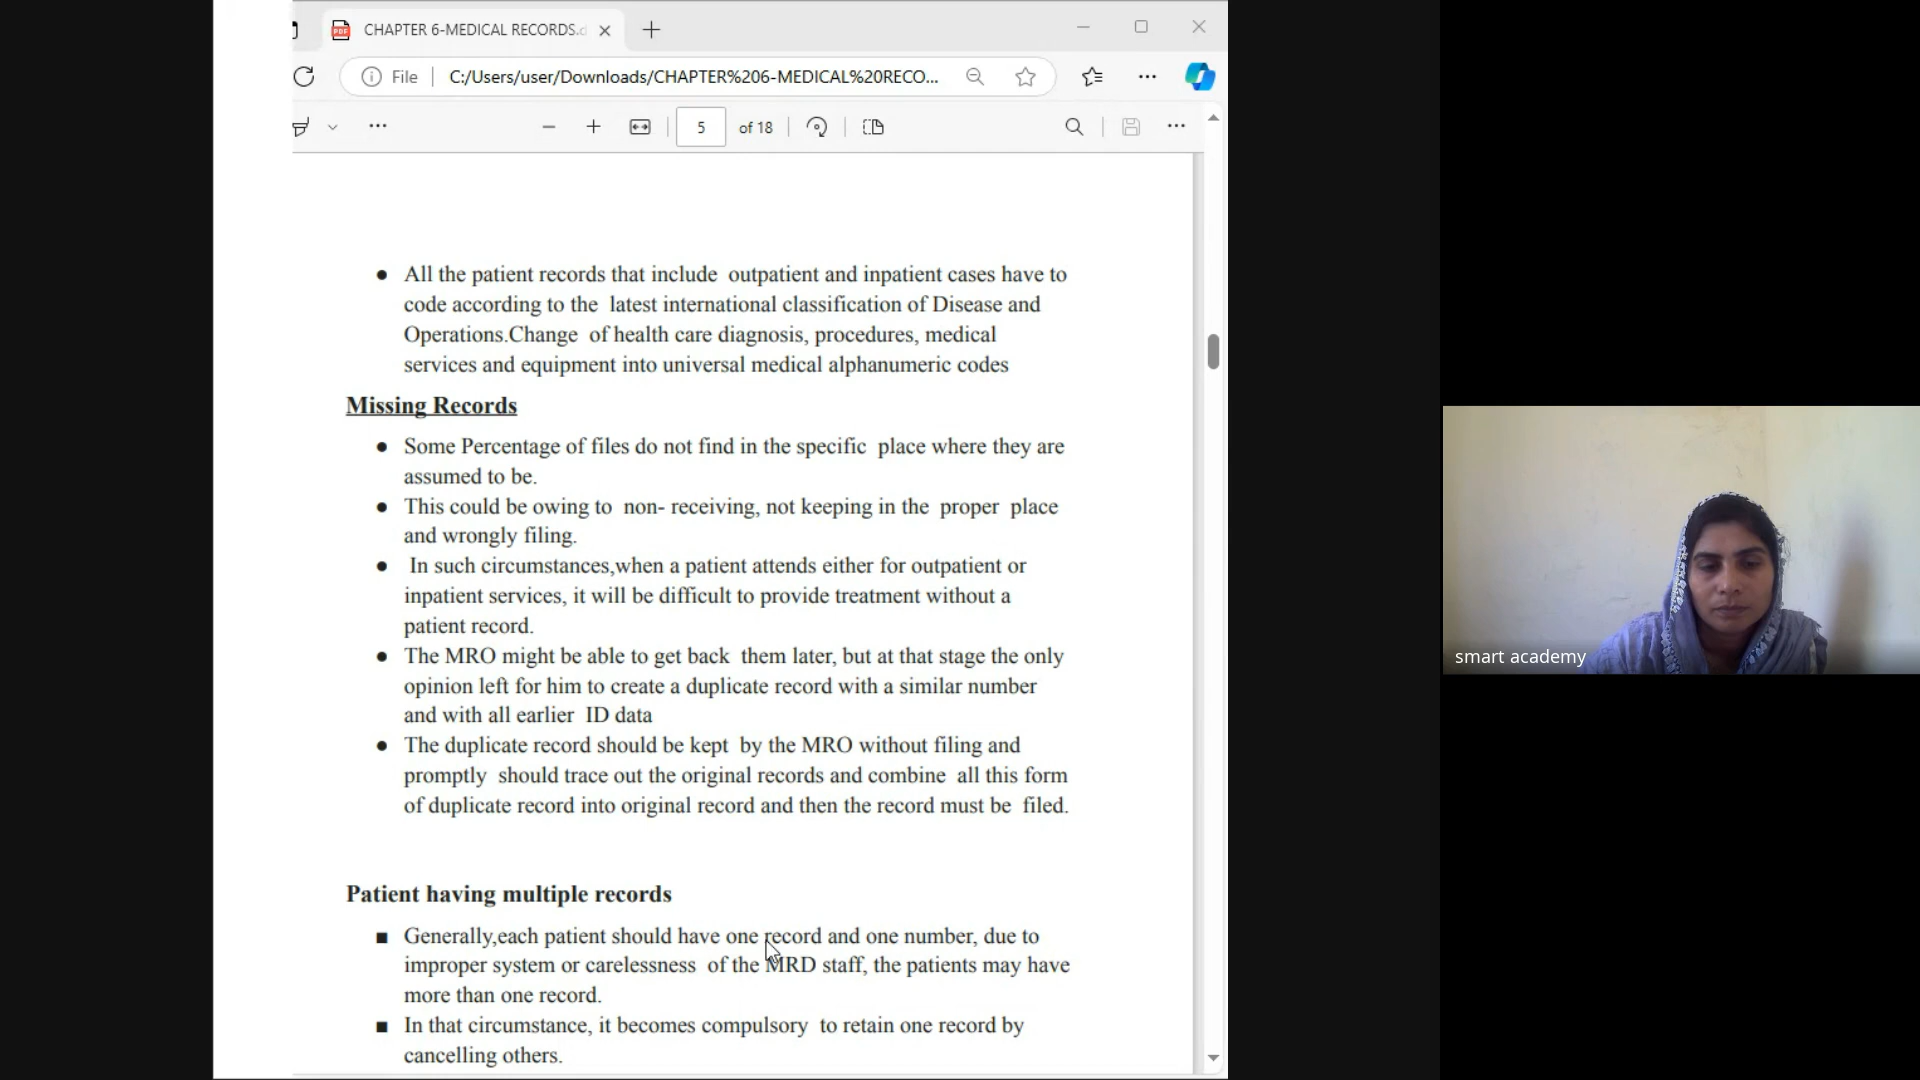 CHAPTER 6-MEDICAL RECORDS.
File
C:/Users/user/Downloads/CHAPTER%206-MEDICAL%20RECO...
5 of 18
● All the patient records that include outpatient and inpatient cases have to
code according to the latest international classification of Disease and
Operations.Change of health care diagnosis, procedures, medical
services and equipment into universal medical alphanumeric codes
Missing Records
● Some Percentage of files do not find in the specific place where they are
assumed to be.
● This could be owing to non- receiving, not keeping in the proper place
and wrongly filing.
● In such circumstances,when a patient attends either for outpatient or
inpatient services, it will be difficult to provide treatment without a
patient record.
● The MRO might be able to get back them later, but at that stage the only
opinion left for him to create a duplicate record with a similar number
and with all earlier ID data
● The duplicate record should be kept by the MRO without filing and
promptly should trace out the original records and combine all this form
of duplicate record into original record and then the record must be filed.
Patient having multiple records
■ Generally,each patient should have one record and one number, due to
improper system or carelessness of the MRD staff, the patients may have
more than one record.
■ In that circumstance, it becomes compulsory to retain one record by
cancelling others.
smart academy